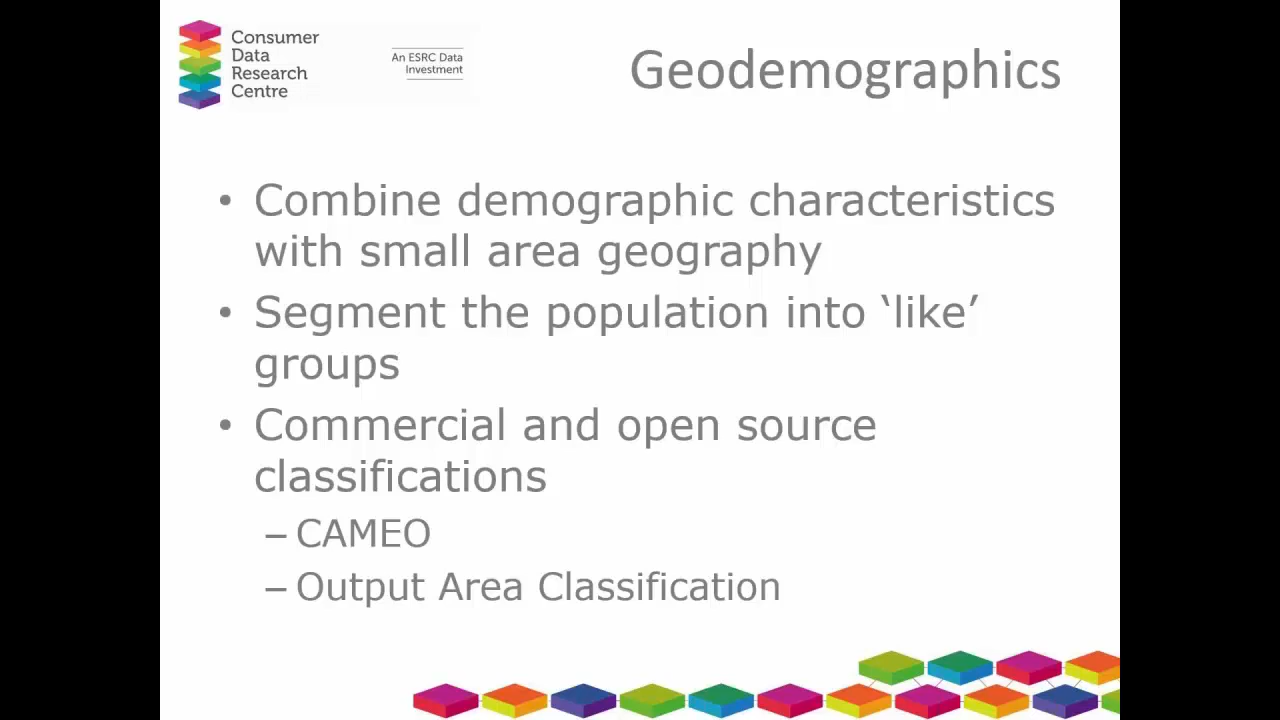 Consumer
Data
Research
Centre
An ESRC Data
Investment
Geodemographics
• Combine demographic characteristics
with small area geography
• Segment the population into ‘like’
groups
• Commercial and open source
classifications
– CAMEO
– Output Area Classification